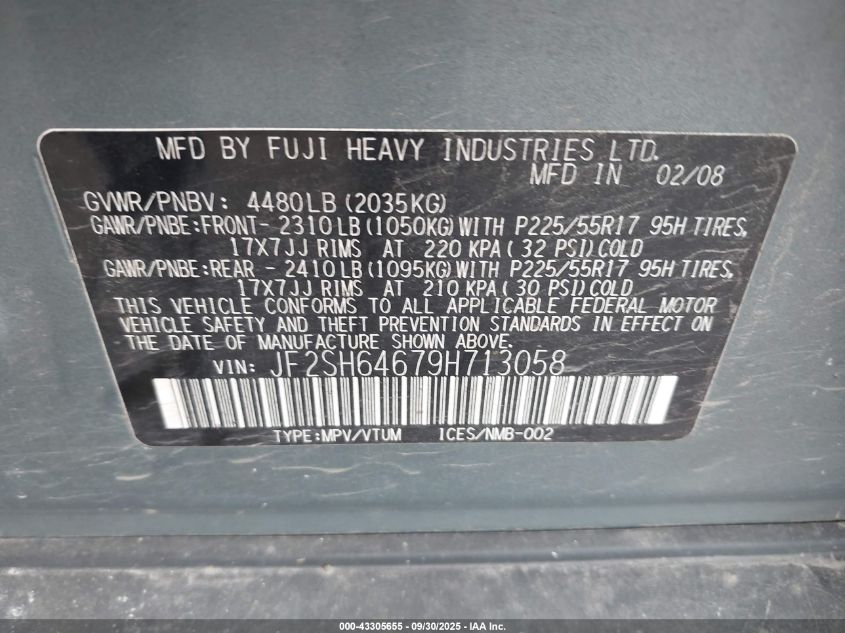 MFD BY FUJI HEAVY INDUSTRIES LTD.
MFD IN 02/08
GVWR/PNBV: 4480LB(2035KG)
GAWR/PNBE:FRONT- 2310LB(1050KG)WITH P225/55R17 95H TIRES,
17X7JJ RIMS AT 220 KPA( 32 PSI)COLD
GAWR/PNBE:REAR - 2410LB(1095KG)WITH P225/55R17 95H TIRES,
17X7JJ RIMS AT 210 KPA( 30 PSI)COLD
THIS VEHICLE CONFORMS TO ALL APPLICABLE FEDERAL MOTOR
VEHICLE SAFETY AND THEFT PREVENTION STANDARDS IN EFFECT ON
THE DATE OF MANUFACTURE SHOWN ABOVE.
VIN: JF2SH64679H713058
TYPE:MPV/VTUM ICES/NMB-002
000-43305655 - 09/30/2025 - IAA Inc.